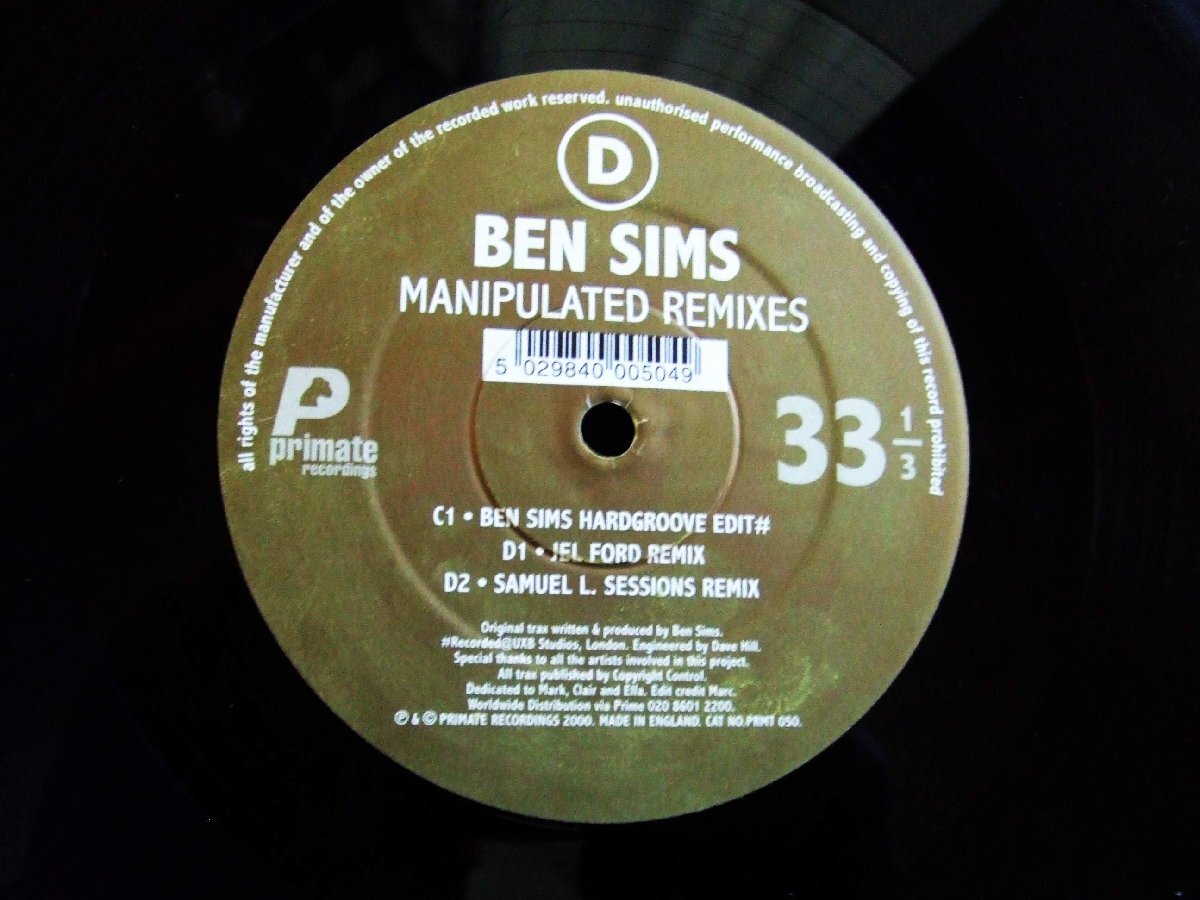 all rights of the manufacturer and of the owner of the recorded work reserved. unauthorised performance broadcasting and copying of this record prohibited
D
BEN SIMS
MANIPULATED REMIXES
5 029840 005049
P
primate
recordings
33 1/3
C1 • BEN SIMS HARDGROOVE EDIT#
D1 • JEL FORD REMIX
D2 • SAMUEL L. SESSIONS REMIX
Original trax written & produced by Ben Sims.
#Recorded@UXB Studios, London. Engineered by Dave Hill.
Special thanks to all the artists involved in this project.
All trax published by Copyright Control.
Dedicated to Mark, Clair and Ella. Edit credit Marc.
Worldwide Distribution via Prime 020 8601 2200.
℗ & © PRIMATE RECORDINGS 2000. MADE IN ENGLAND. CAT NO.PRMT 050.